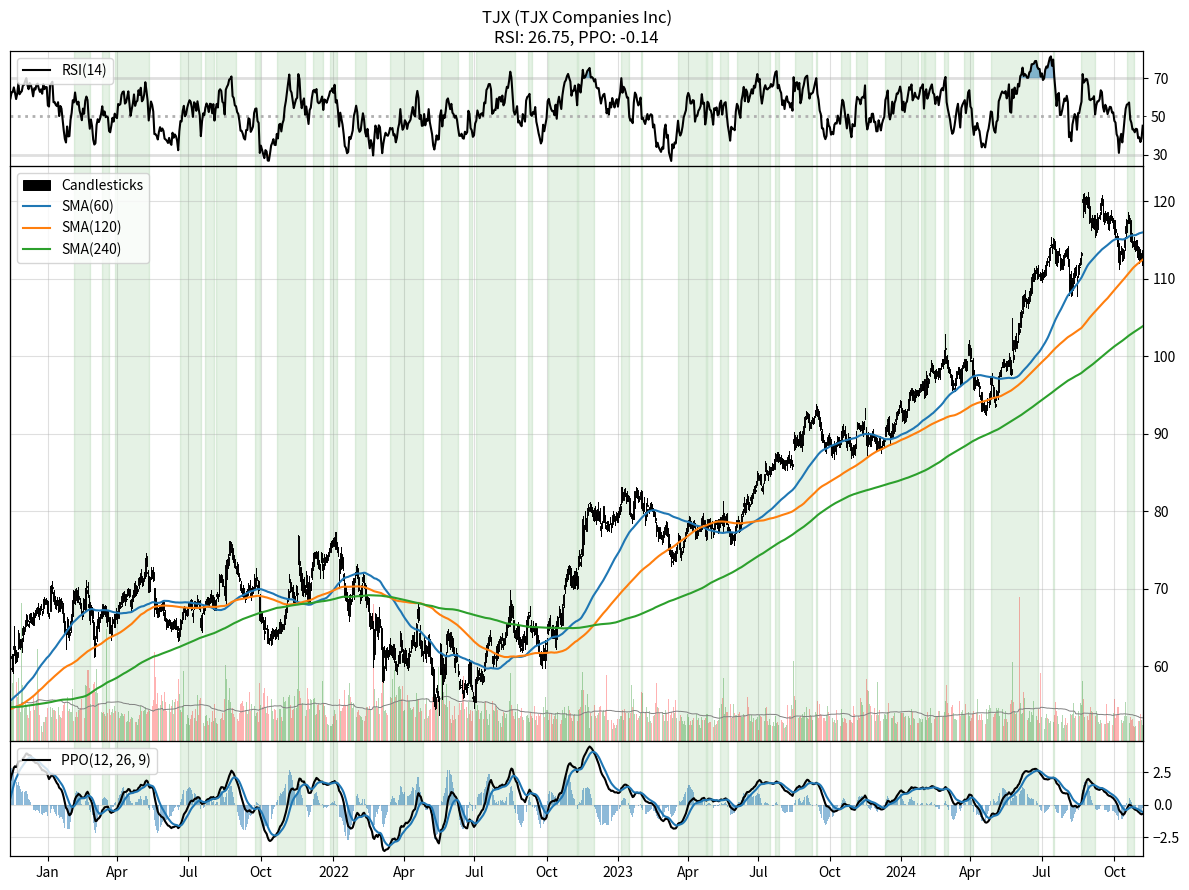 TJX (TJX Companies Inc)
RSI: 26.75, PPO: -0.14
RSI(14)
70
50
30
Candlesticks
SMA(60)
SMA(120)
SMA(240)
120
110
100
90
80
70
60
PPO(12, 26, 9)
2.5
0.0
−2.5
Jan Apr Jul Oct 2022 Apr Jul Oct 2023 Apr Jul Oct 2024 Apr Jul Oct